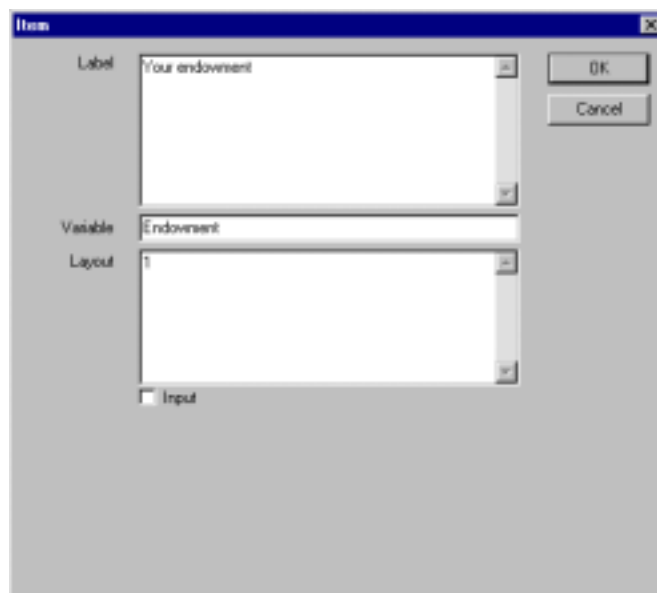 Item
Label
Your endowment
OK
Cancel
Variable
Endowment
Layout
1
Input